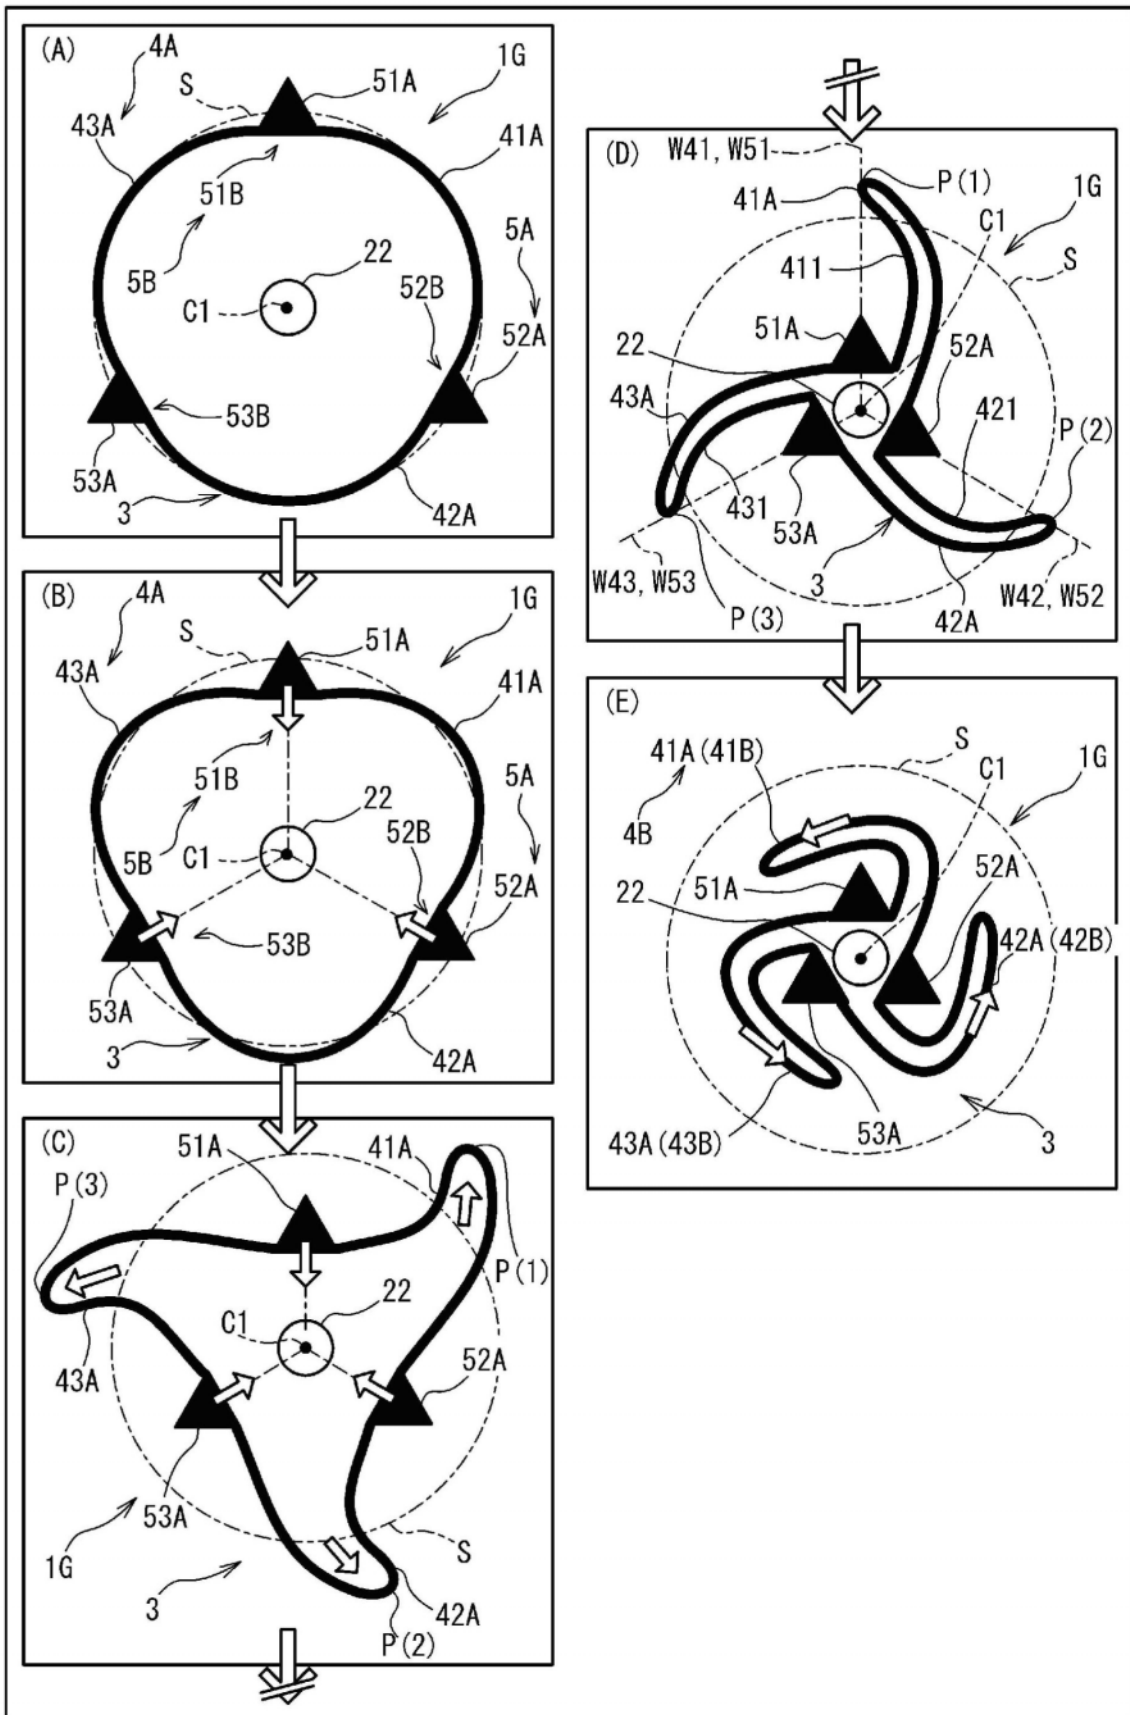 (A)
4A
1G
S
51A
43A
41A
51B
5A
5B
22
52B
C1
52A
53B
53A
3
42A
(B)
4A
1G
S
51A
43A
41A
51B
5A
22
52B
5B
C1
52A
53B
53A
3
42A
(C)
51A
41A
P(3)
P(1)
22
C1
43A
52A
53A
S
1G
3
42A
P(2)
W41, W51
(D)
P(1)
41A
1G
C1
411
S
51A
22
52A
43A
421
P(2)
431
53A
W43, W53
3
W42, W52
P(3)
42A
(E)
S
41A(41B)
1G
C1
4B
51A
52A
22
42A(42B)
53A
43A(43B)
3